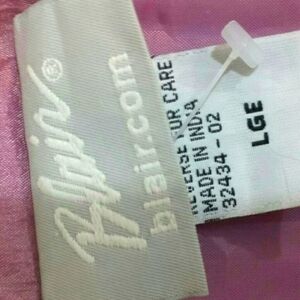 Blair®
blair.com
REVERSE FOR CARE
MADE IN INDIA
32434 - 02
LGE